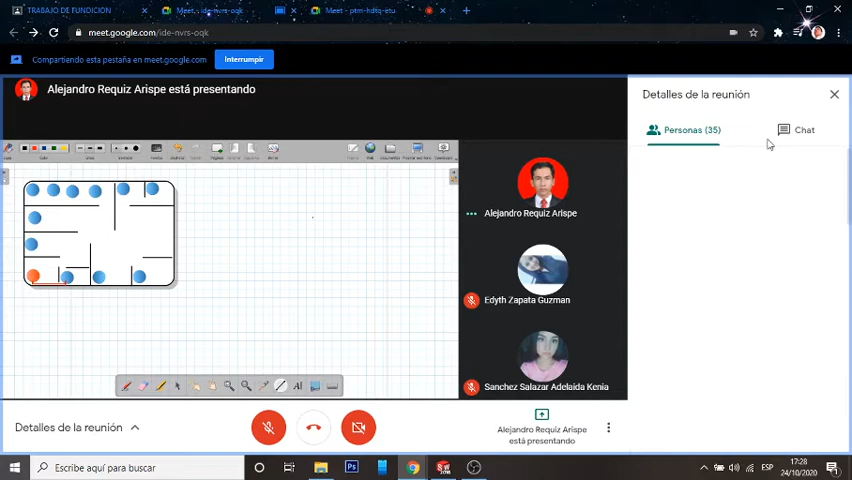 TRABAJO DE FUNDICION
Meet - ide-nvrs-oqk
Meet - ptm-hdtq-etu
meet.google.com/ide-nvrs-oqk
Compartiendo esta pestaña en meet.google.com
Interrumpir
Alejandro Requiz Arispe está presentando
Detalles de la reunión
Personas (35)
Chat
Alejandro Requiz Arispe
Edyth Zapata Guzman
Sanchez Salazar Adelaida Kenia
Detalles de la reunión
Alejandro Requiz Arispe
está presentando
Escribe aquí para buscar
ESP
17:28
24/10/2020